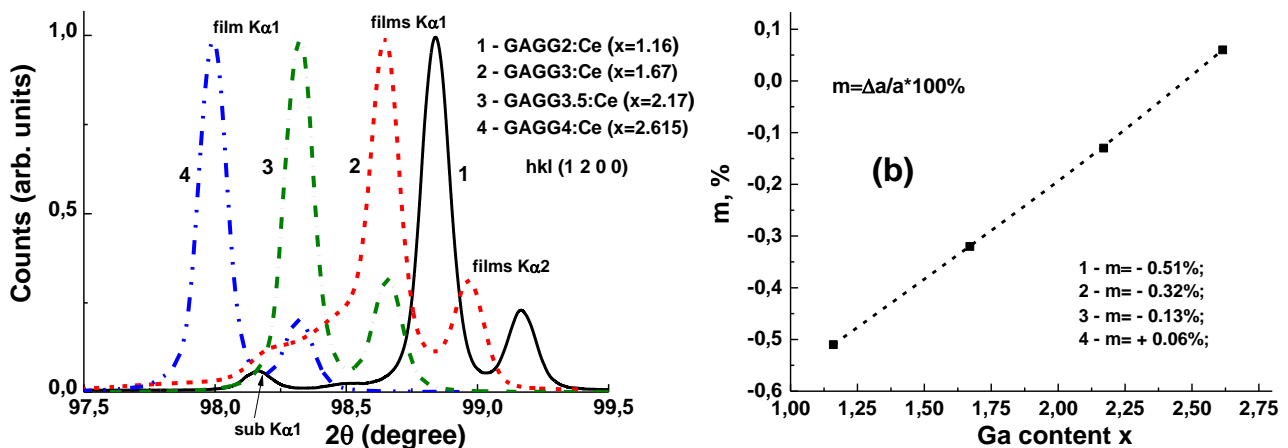 film Kα1
films Kα1
1 - GAGG2:Ce (x=1.16)
2 - GAGG3:Ce (x=1.67)
3 - GAGG3.5:Ce (x=2.17)
4 - GAGG4:Ce (x=2.615)
hkl (1 2 0 0)
4
3
2
1
films Kα2
sub Kα1
Counts (arb. units)
1,0
0,5
0,0
97,5 98,0 98,5 99,0 99,5
2θ (degree)
m=Δa/a*100%
(b)
1 - m= - 0.51%;
2 - m= - 0.32%;
3 - m= - 0.13%;
4 - m= + 0.06%;
m, %
0,1
0,0
-0,1
-0,2
-0,3
-0,4
-0,5
-0,6
1,00 1,25 1,50 1,75 2,00 2,25 2,50 2,75
Ga content x